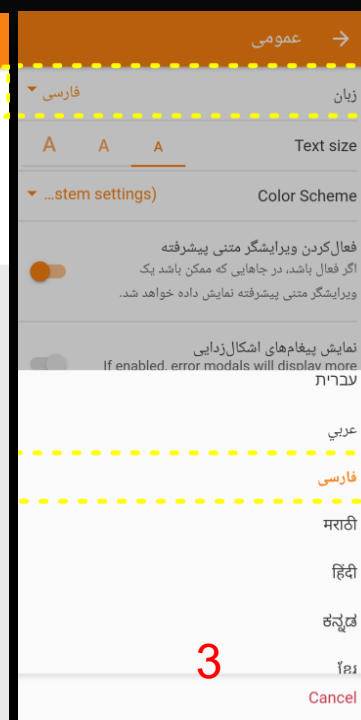 عمومی
زبان
فارسی
Text size
A A A
Color Scheme
...stem settings)
فعال‌کردن ویرایشگر متنی پیشرفته
اگر فعال باشد، در جاهایی که ممکن باشد یک
ویرایشگر متنی پیشرفته نمایش داده خواهد شد.
نمایش پیغام‌های اشکال‌زدایی
If enabled, error modals will display more
עברית
عربي
فارسی
मराठी
हिंदी
ಕನ್ನಡ
3
Cancel